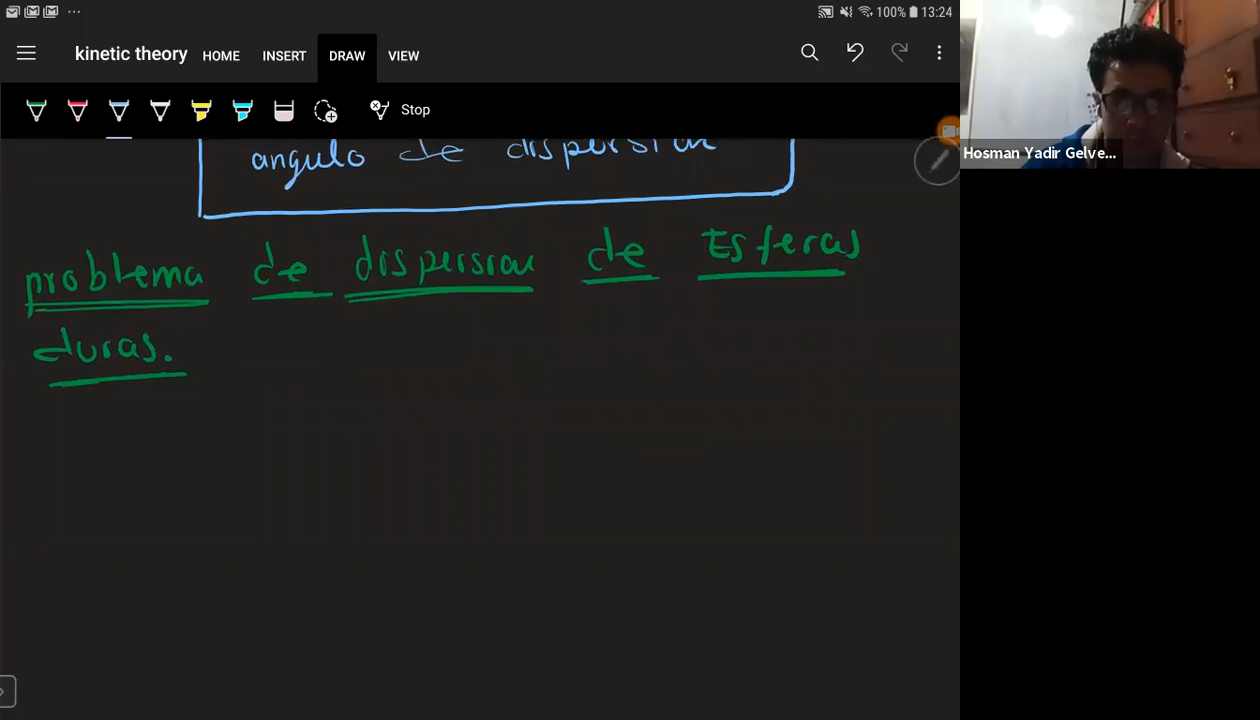 100% 13:24
kinetic theory HOME INSERT DRAW VIEW
Stop
angulo de dispersion
Hosman Yadir Gelve...
problema de dispersion de Esferas
duras.